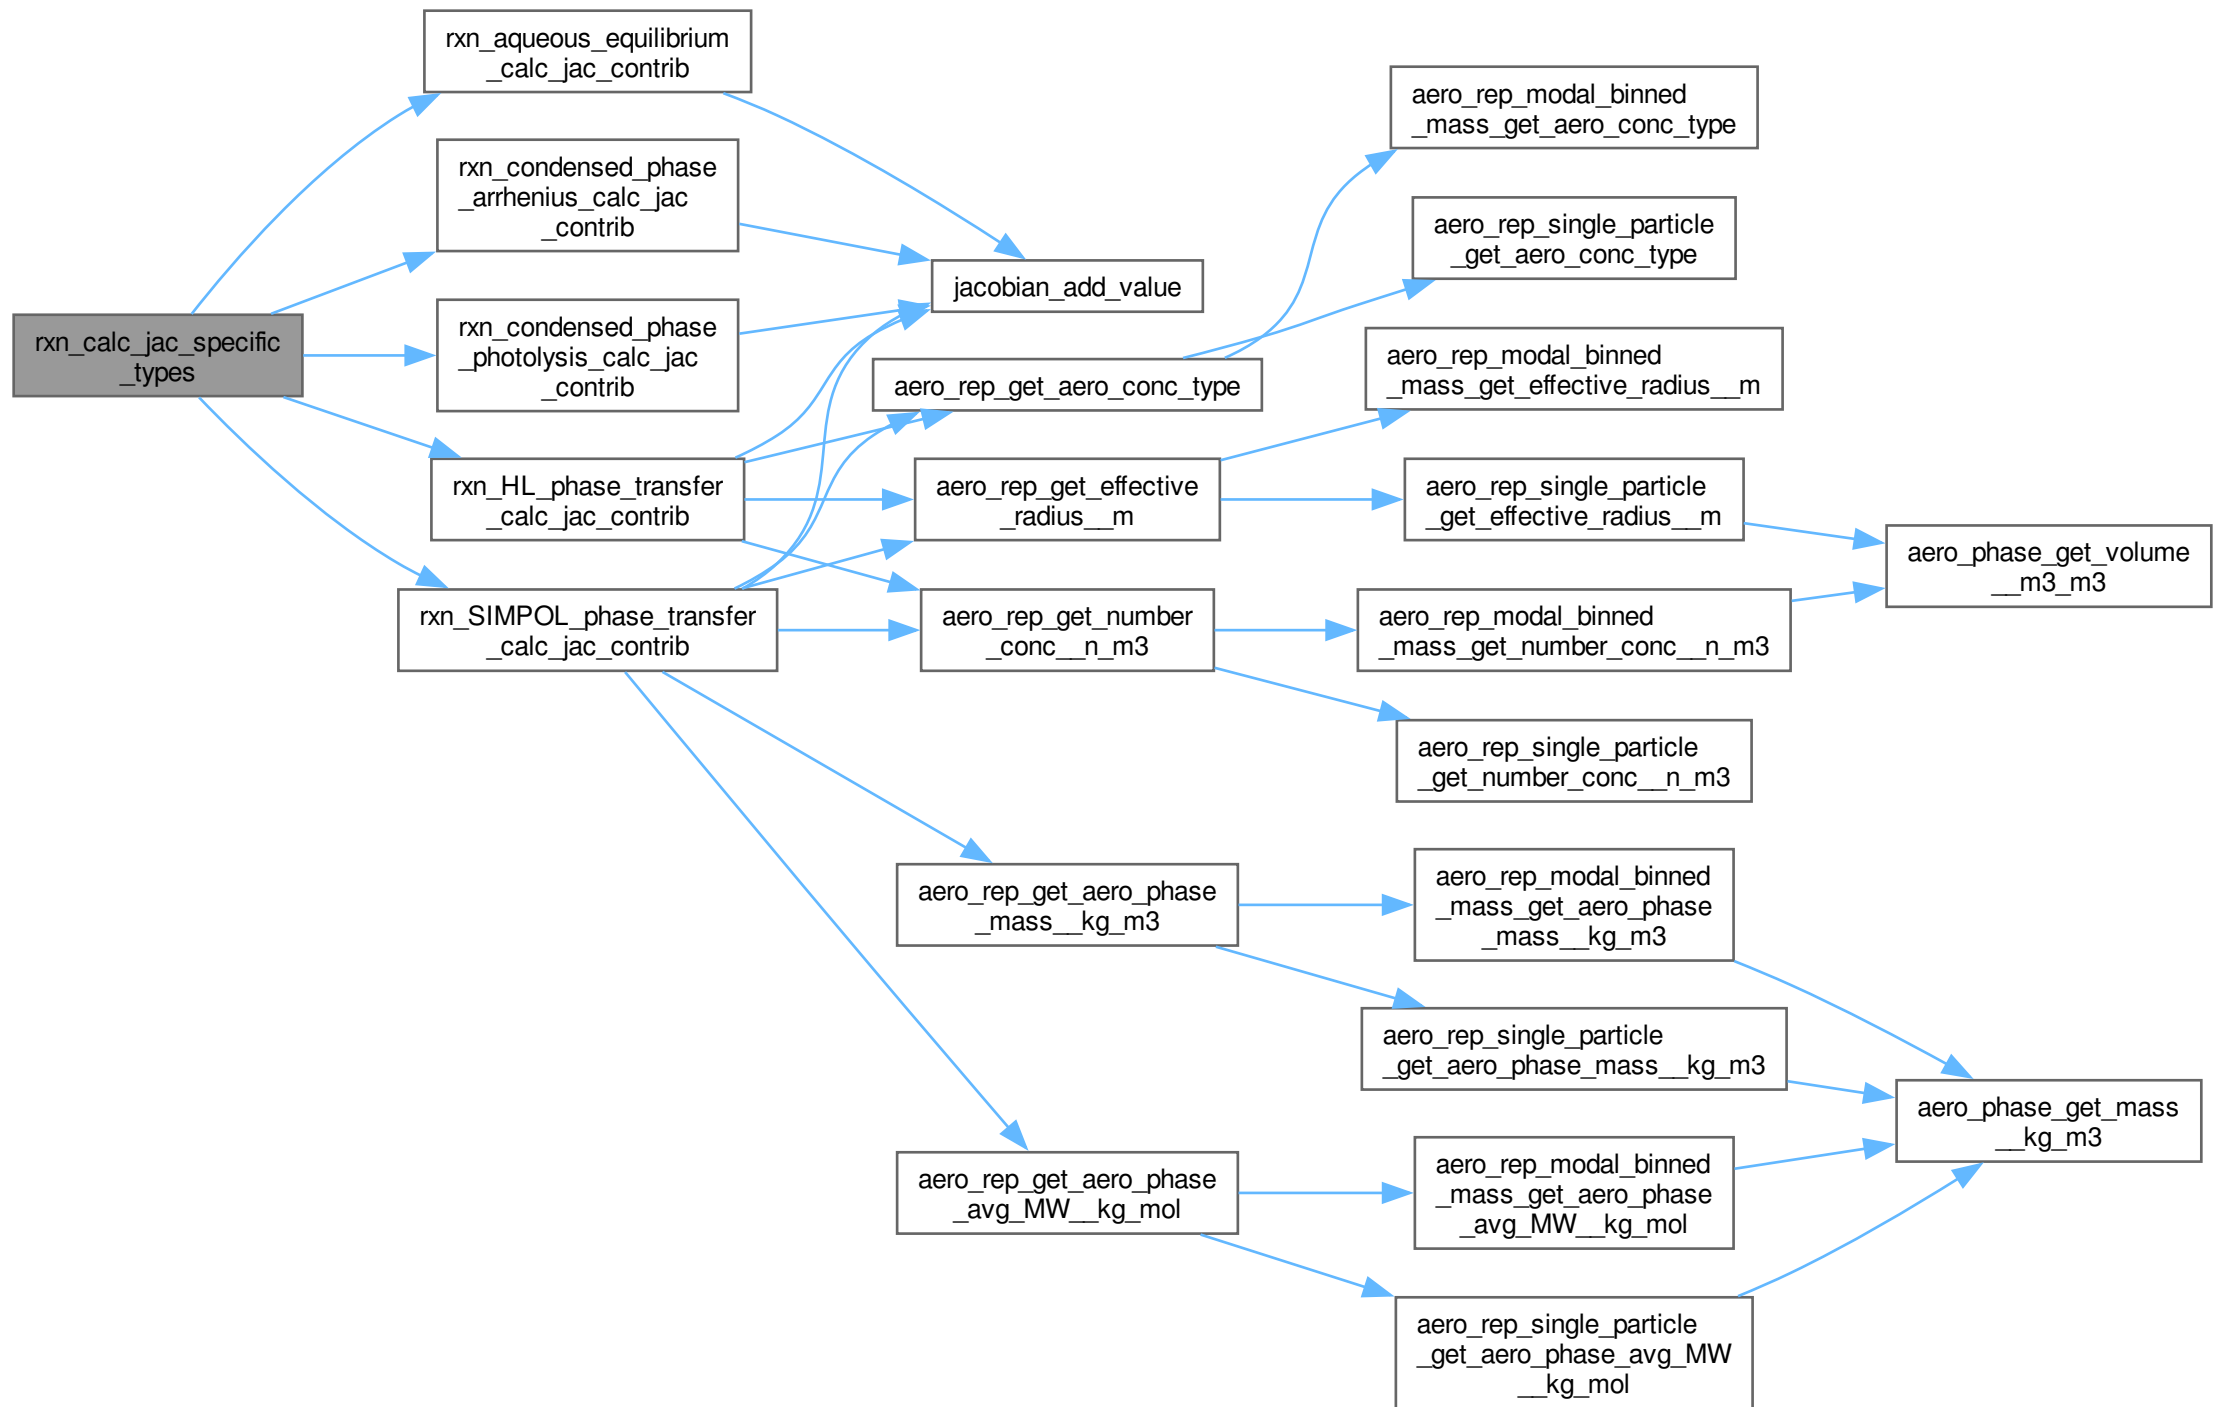 rxn_calc_jac_specific
_types
rxn_aqueous_equilibrium
_calc_jac_contrib
rxn_condensed_phase
_arrhenius_calc_jac
_contrib
rxn_condensed_phase
_photolysis_calc_jac
_contrib
rxn_HL_phase_transfer
_calc_jac_contrib
rxn_SIMPOL_phase_transfer
_calc_jac_contrib
jacobian_add_value
aero_rep_get_aero_conc_type
aero_rep_get_effective
_radius__m
aero_rep_get_number
_conc__n_m3
aero_rep_get_aero_phase
_mass__kg_m3
aero_rep_get_aero_phase
_avg_MW__kg_mol
aero_rep_modal_binned
_mass_get_aero_conc_type
aero_rep_single_particle
_get_aero_conc_type
aero_rep_modal_binned
_mass_get_effective_radius__m
aero_rep_single_particle
_get_effective_radius__m
aero_rep_modal_binned
_mass_get_number_conc__n_m3
aero_rep_single_particle
_get_number_conc__n_m3
aero_rep_modal_binned
_mass_get_aero_phase
_mass__kg_m3
aero_rep_single_particle
_get_aero_phase_mass__kg_m3
aero_rep_modal_binned
_mass_get_aero_phase
_avg_MW__kg_mol
aero_rep_single_particle
_get_aero_phase_avg_MW
__kg_mol
aero_phase_get_volume
__m3_m3
aero_phase_get_mass
__kg_m3